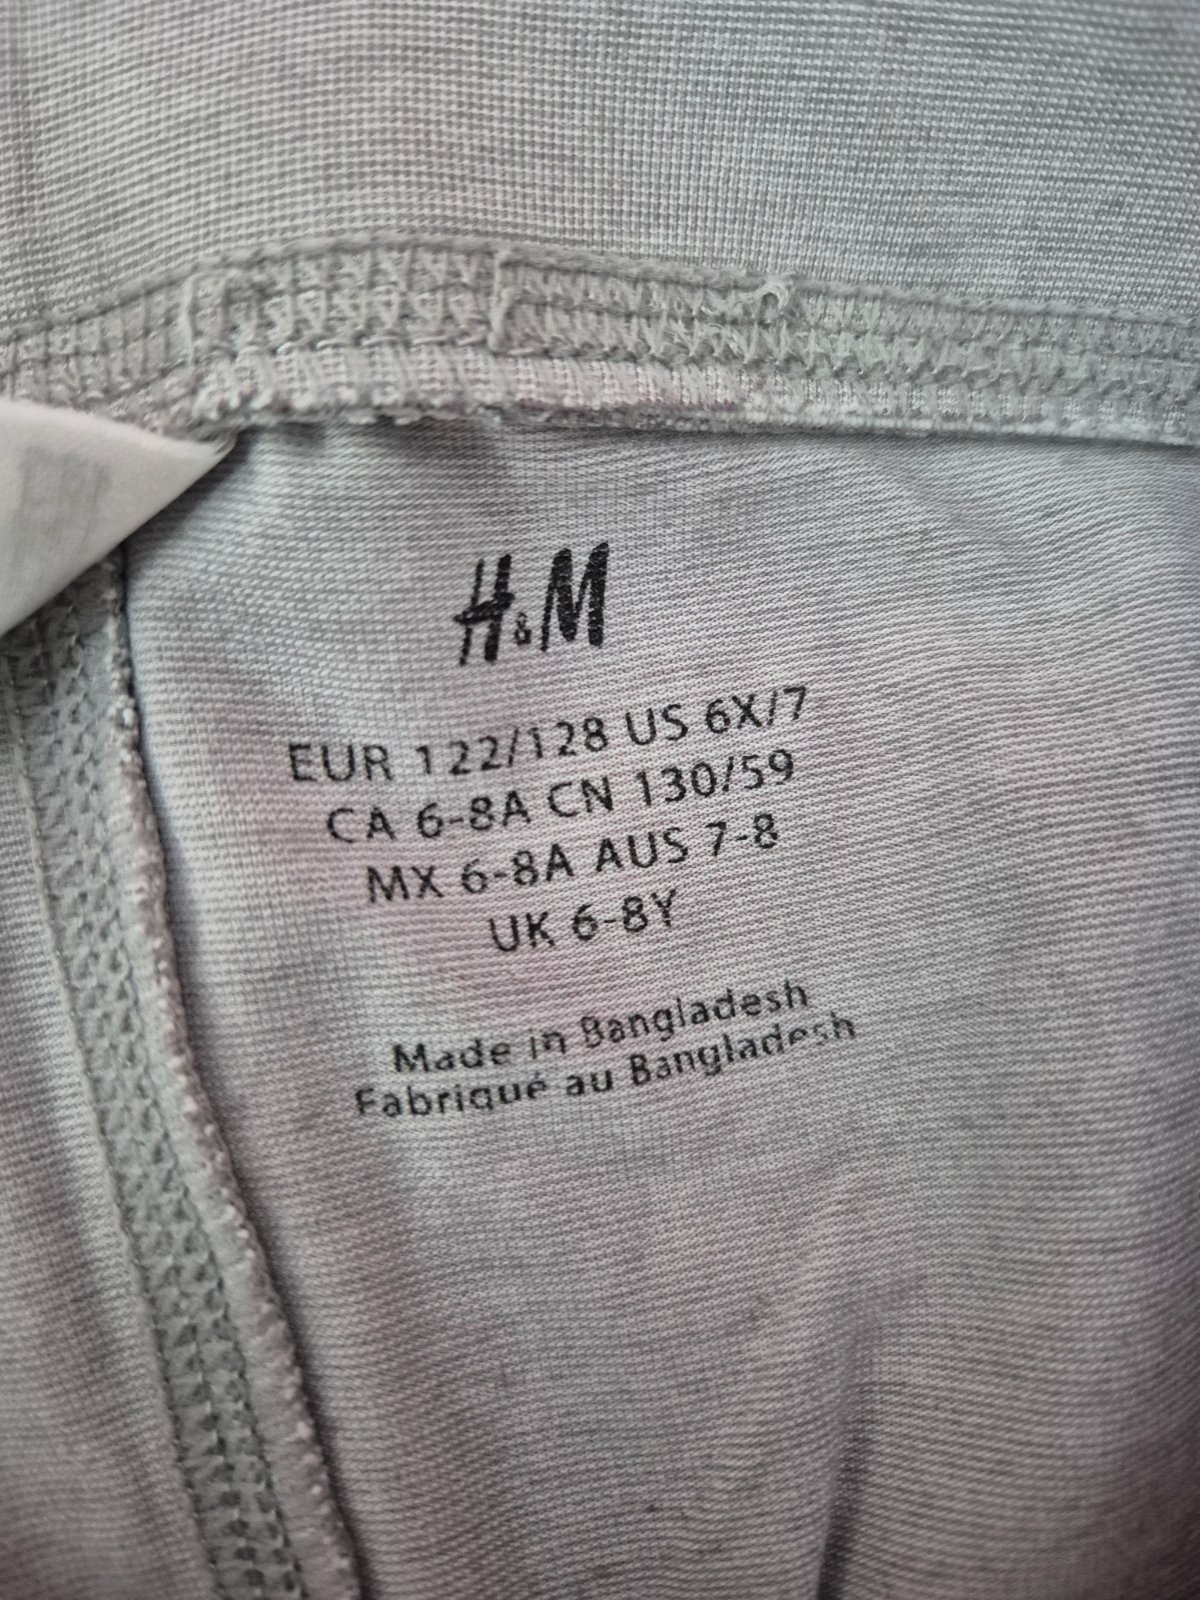 H&M
EUR 122/128 US 6X/7
CA 6-8A CN 130/59
MX 6-8A AUS 7-8
UK 6-8Y
Made in Bangladesh
Fabriqué au Bangladesh